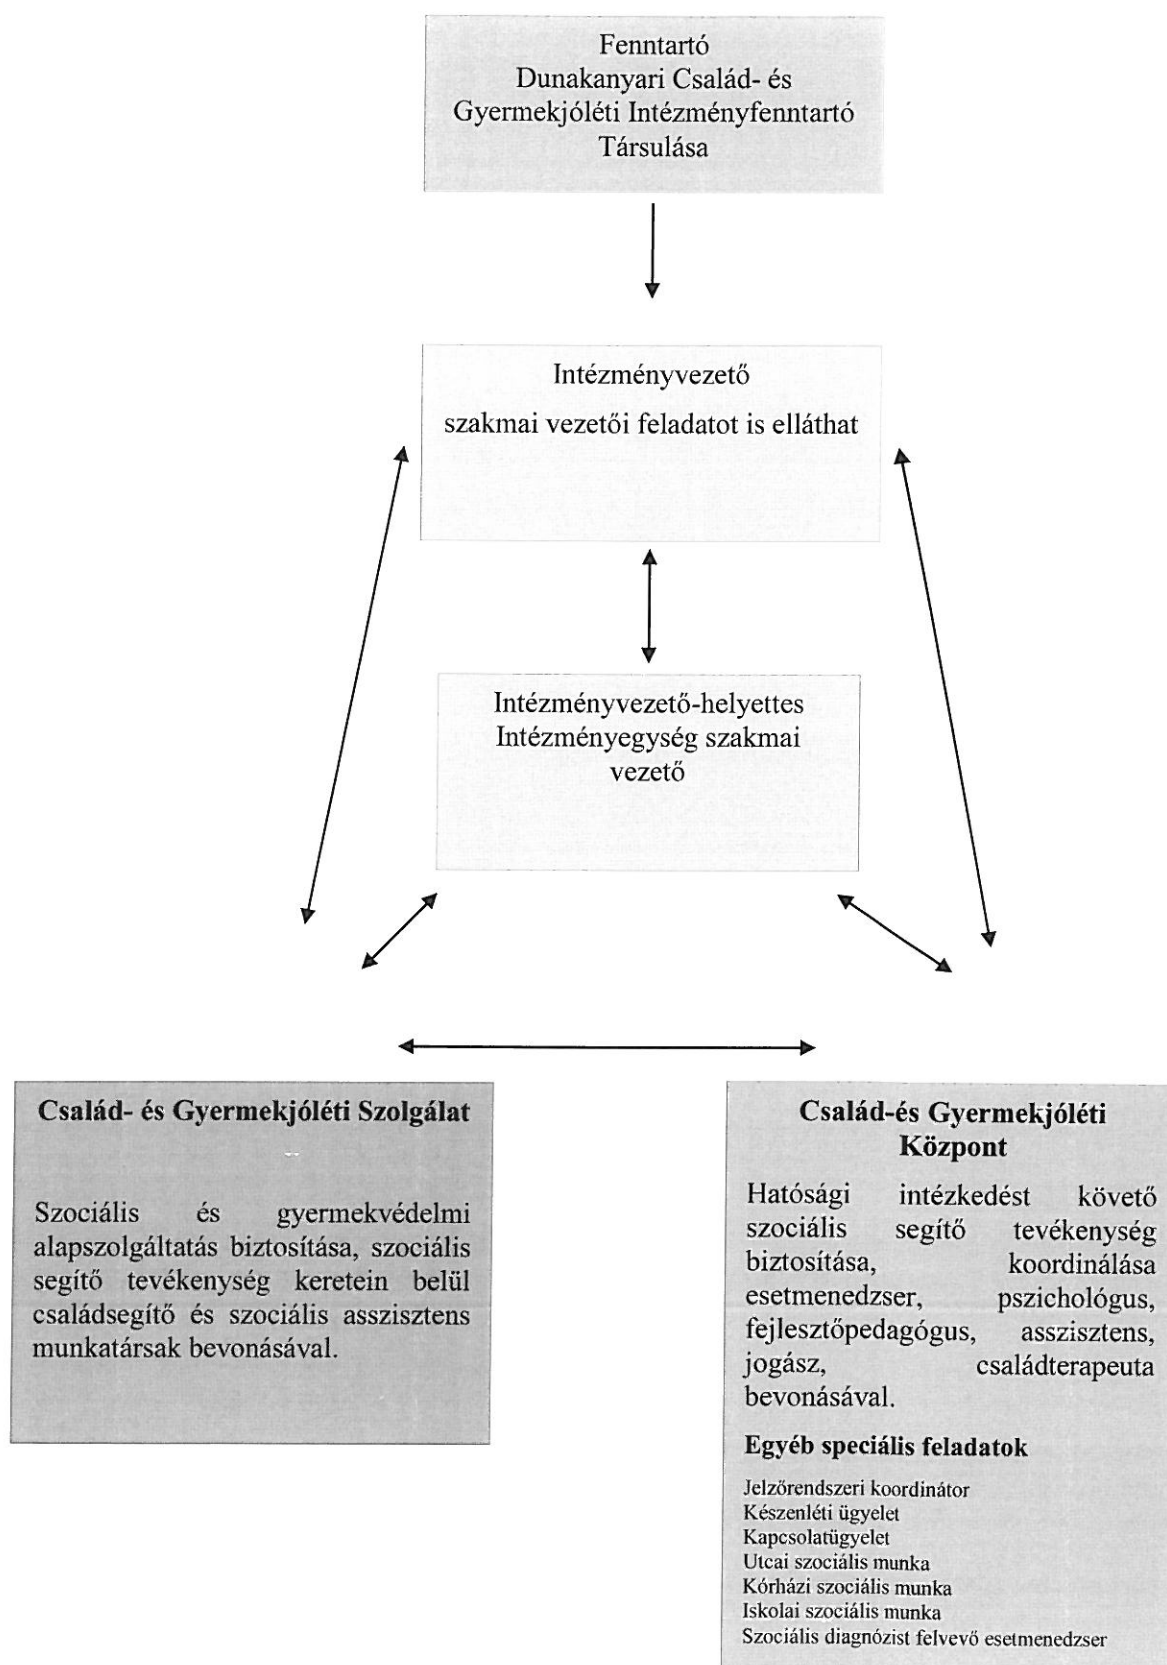 Fenntartó
Dunakanyari Család- és
Gyermekjóléti Intézményfenntartó
Társulása
Intézményvezető
szakmai vezetői feladatot is elláthat
Intézményvezető-helyettes
Intézményegység szakmai
vezető
Család- és Gyermekjóléti Szolgálat
Szociális és gyermekvédelmi
alapszolgáltatás biztosítása, szociális
segítő tevékenység keretein belül
családsegítő és szociális asszisztens
munkatársak bevonásával.
Család-és Gyermekjóléti
Központ
Hatósági intézkedést követő
szociális segítő tevékenység
biztosítása, koordinálása
esetmenedzser, pszichológus,
fejlesztőpedagógus, asszisztens,
jogász, családterapeuta
bevonásával.
Egyéb speciális feladatok
Jelzőrendszeri koordinátor
Készenléti ügyelet
Kapcsolatügyelet
Utcai szociális munka
Kórházi szociális munka
Iskolai szociális munka
Szociális diagnózist felvevő esetmenedzser